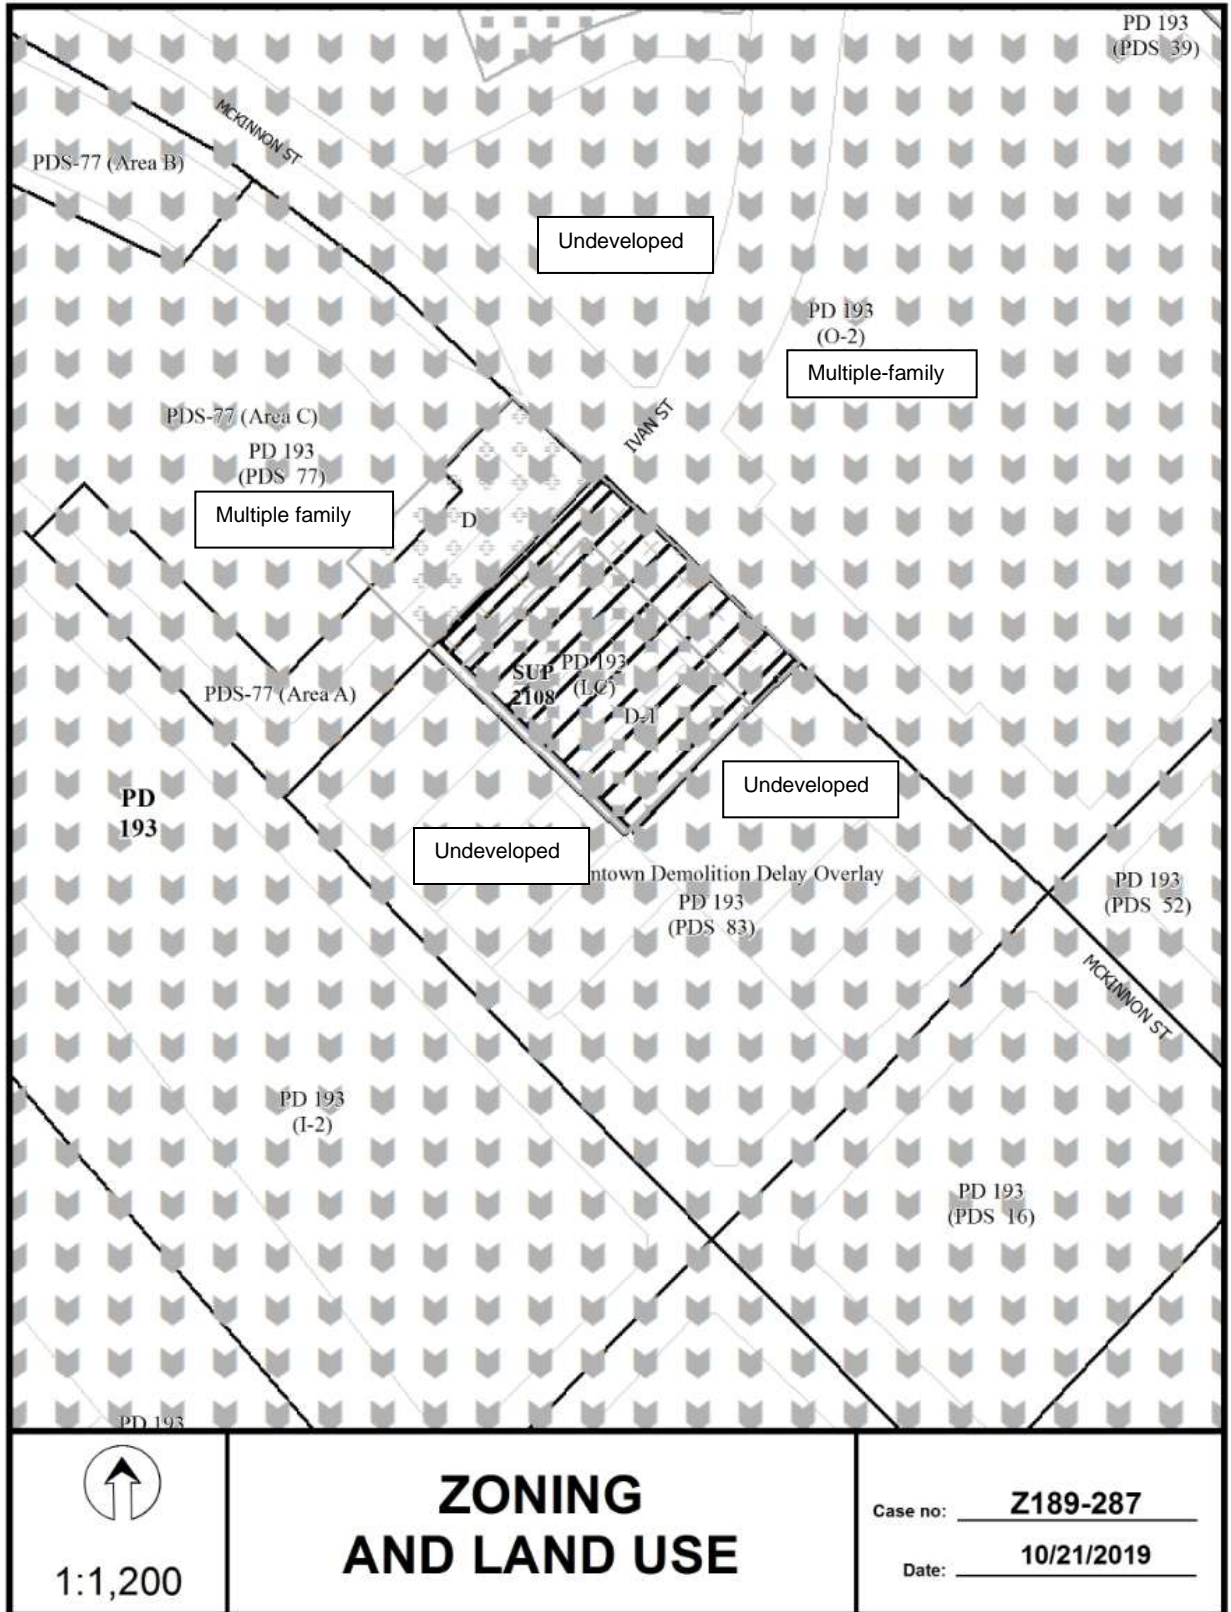 PD 193
(PDS 39)
MCKINNON ST
PDS-77 (Area B)
Undeveloped
PD 193
(O-2)
Multiple-family
IVAN ST
PDS-77 (Area C)
PD 193
(PDS 77)
Multiple family
D
SUP
2108
PD 193
(LC)
D-1
PDS-77 (Area A)
Undeveloped
PD
193
Undeveloped
ntown Demolition Delay Overlay
PD 193
(PDS 83)
PD 193
(PDS 52)
MCKINNON ST
PD 193
(I-2)
PD 193
(PDS 16)
PD 193
1:1,200
ZONING
AND LAND USE
Case no: Z189-287
Date: 10/21/2019